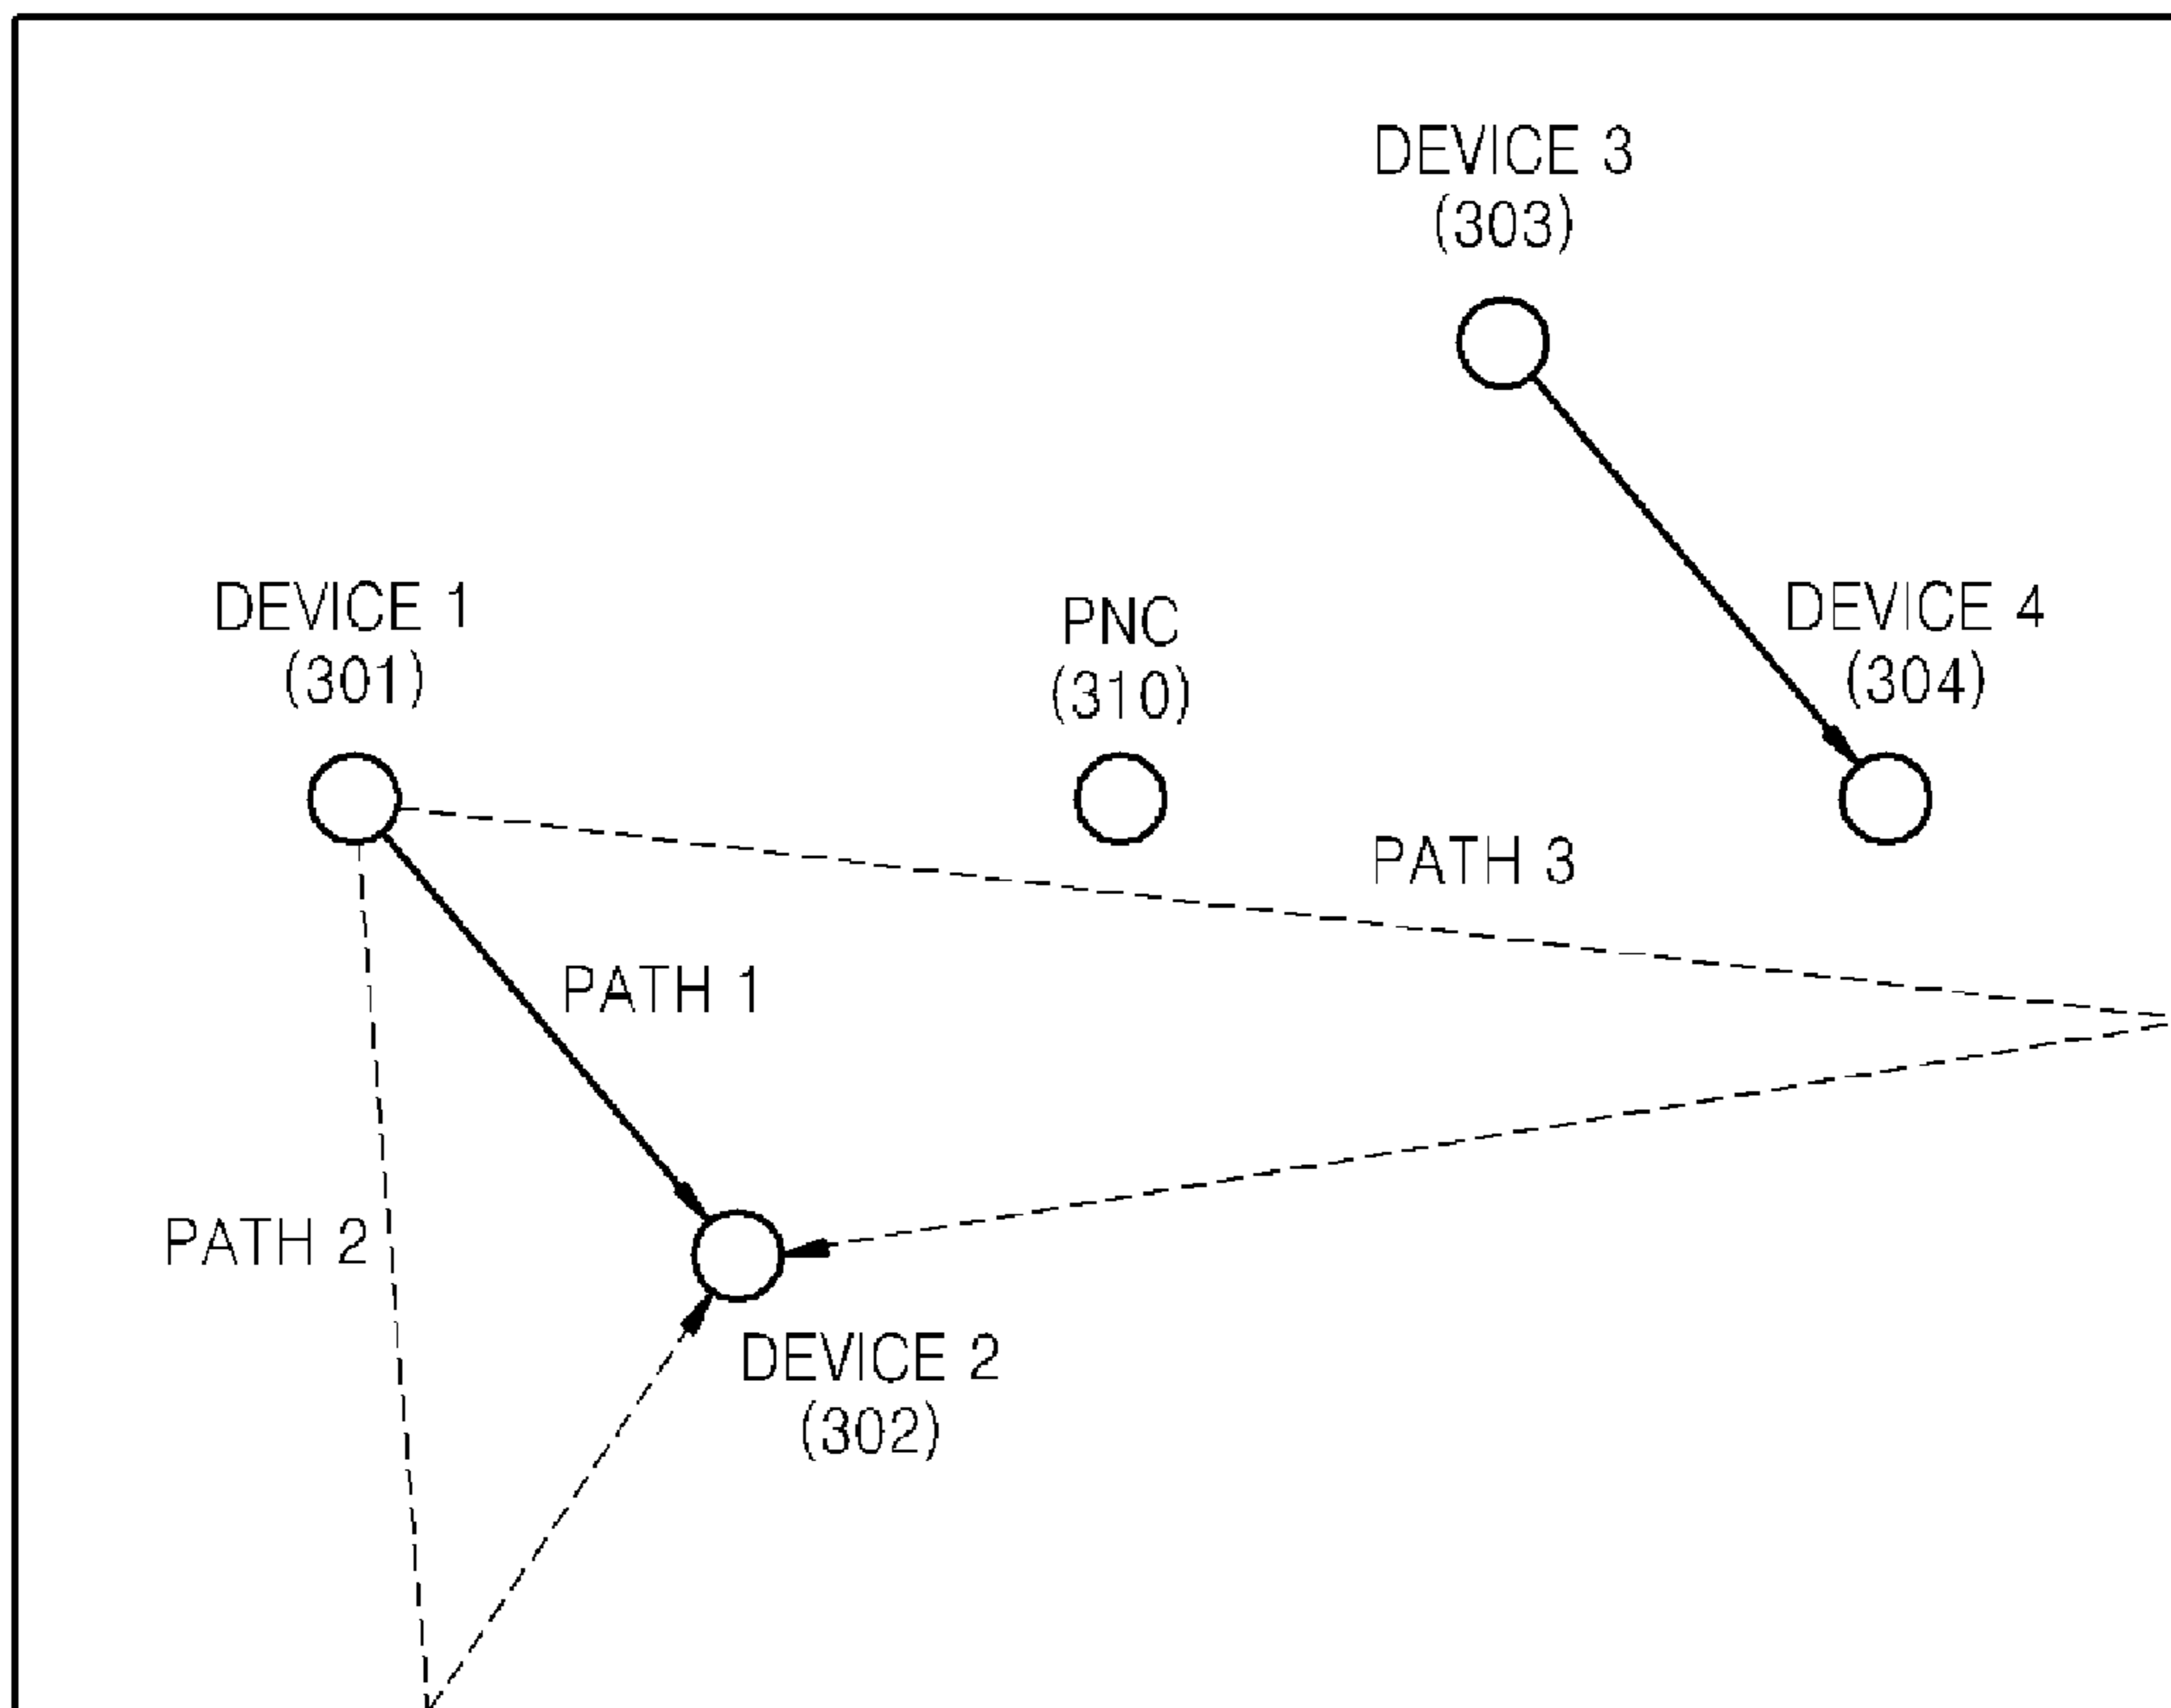 DEVICE 3
(303)
DEVICE 1
(301)
PNC
(310)
DEVICE 4
(304)
PATH 3
PATH 1
PATH 2
DEVICE 2
(302)